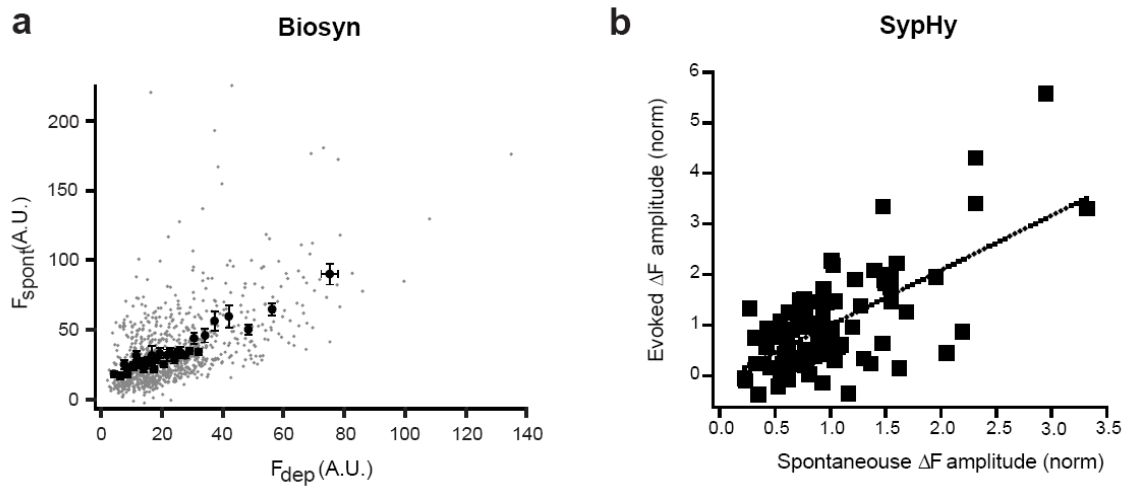 a
Biosyn
F_spont (A.U.)
200
150
100
50
0
0 20 40 60 80 100 120 140
F_dep (A.U.)
b
SypHy
Evoked ΔF amplitude (norm)
6
5
4
3
2
1
0
0.0 0.5 1.0 1.5 2.0 2.5 3.0 3.5
Spontaneouse ΔF amplitude (norm)